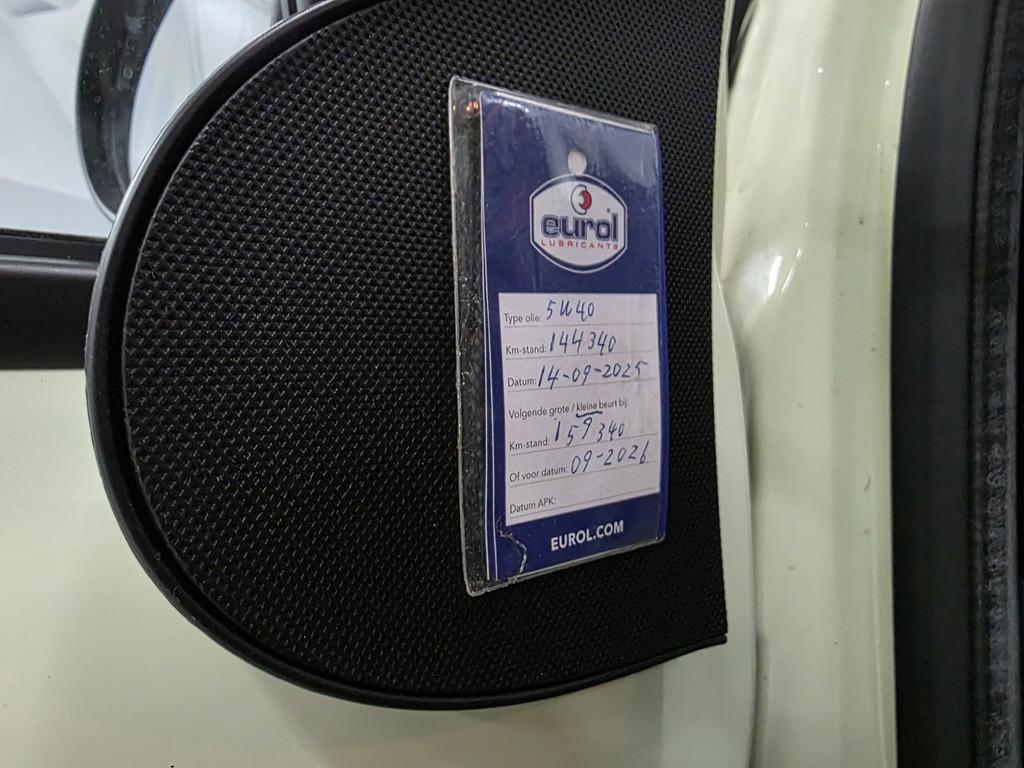 eurol
LUBRICANTS
Type olie: 5W40
Km-stand: 144340
Datum: 14-09-2025
Volgende grote / kleine beurt bij:
Km-stand: 159340
Of voor datum: 09-2026
Datum APK:
EUROL.COM